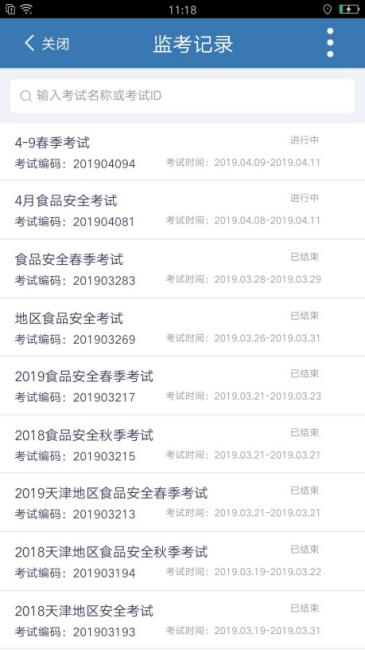 11:18
关闭
监考记录
输入考试名称或考试ID
4-9春季考试
进行中
考试编码：201904094
考试时间：2019.04.09-2019.04.11
4月食品安全考试
进行中
考试编码：201904081
考试时间：2019.04.08-2019.04.11
食品安全春季考试
已结束
考试编码：201903283
考试时间：2019.03.28-2019.03.29
地区食品安全考试
已结束
考试编码：201903269
考试时间：2019.03.26-2019.03.31
2019食品安全春季考试
已结束
考试编码：201903217
考试时间：2019.03.21-2019.03.23
2018食品安全秋季考试
已结束
考试编码：201903215
考试时间：2019.03.21-2019.03.21
2019天津地区食品安全春季考试
已结束
考试编码：201903213
考试时间：2019.03.21-2019.03.21
2018天津地区食品安全秋季考试
已结束
考试编码：201903194
考试时间：2019.03.19-2019.03.22
2018天津地区安全考试
已结束
考试编码：201903193
考试时间：2019.03.19-2019.03.31